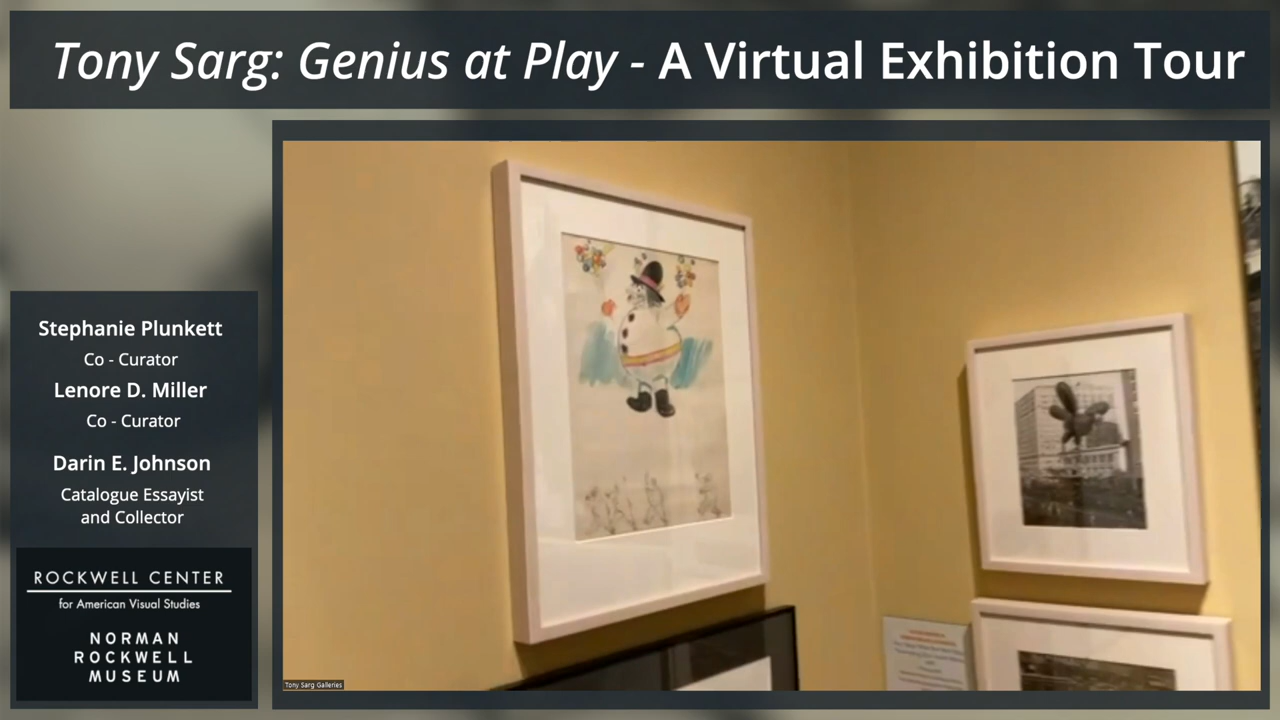 Tony Sarg: Genius at Play - A Virtual Exhibition Tour
Stephanie Plunkett
Co - Curator
Lenore D. Miller
Co - Curator
Darin E. Johnson
Catalogue Essayist
and Collector
ROCKWELL CENTER
for American Visual Studies
NORMAN
ROCKWELL
MUSEUM
Tony Sarg Galleries